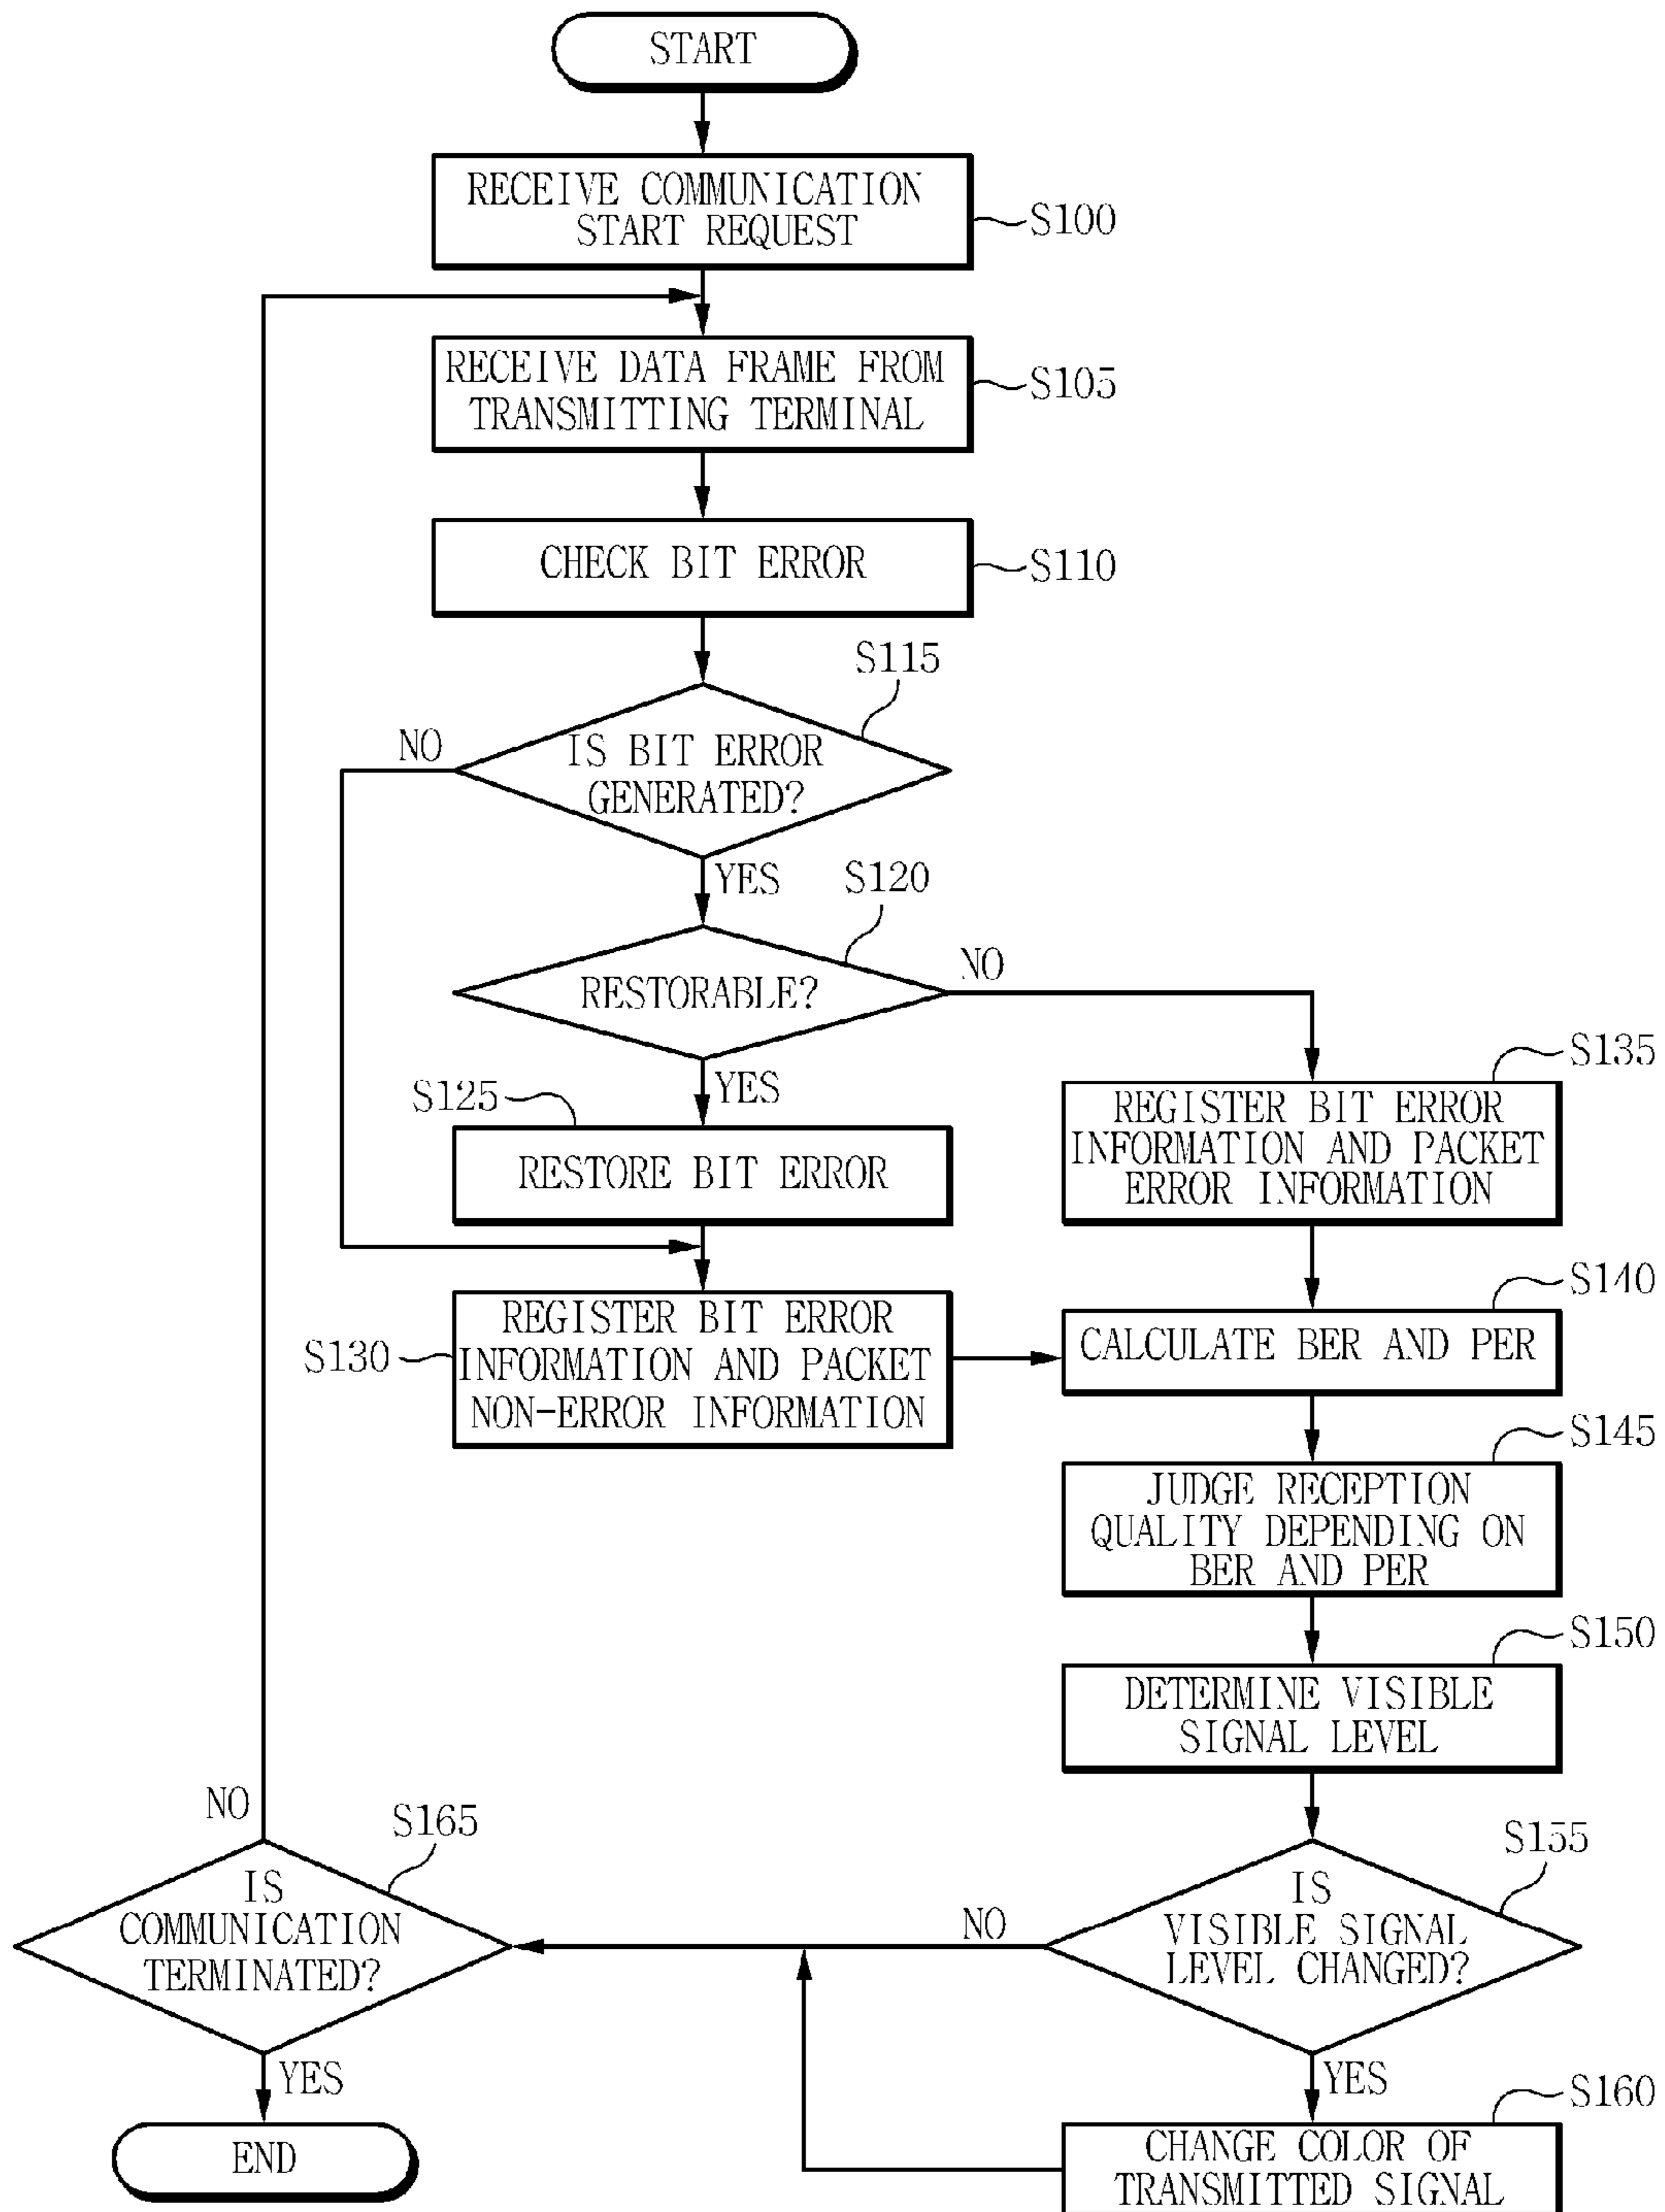 START
RECEIVE COMMUNICATION
START REQUEST
S100
RECEIVE DATA FRAME FROM
TRANSMITTING TERMINAL
S105
CHECK BIT ERROR
S110
S115
NO
IS BIT ERROR
GENERATED?
YES
S120
RESTORABLE?
NO
YES
S125
RESTORE BIT ERROR
S135
REGISTER BIT ERROR
INFORMATION AND PACKET
ERROR INFORMATION
S130
REGISTER BIT ERROR
INFORMATION AND PACKET
NON-ERROR INFORMATION
S140
CALCULATE BER AND PER
S145
JUDGE RECEPTION
QUALITY DEPENDING ON
BER AND PER
S150
DETERMINE VISIBLE
SIGNAL LEVEL
S155
IS
VISIBLE SIGNAL
LEVEL CHANGED?
NO
YES
S160
CHANGE COLOR OF
TRANSMITTED SIGNAL
NO
S165
IS
COMMUNICATION
TERMINATED?
YES
END